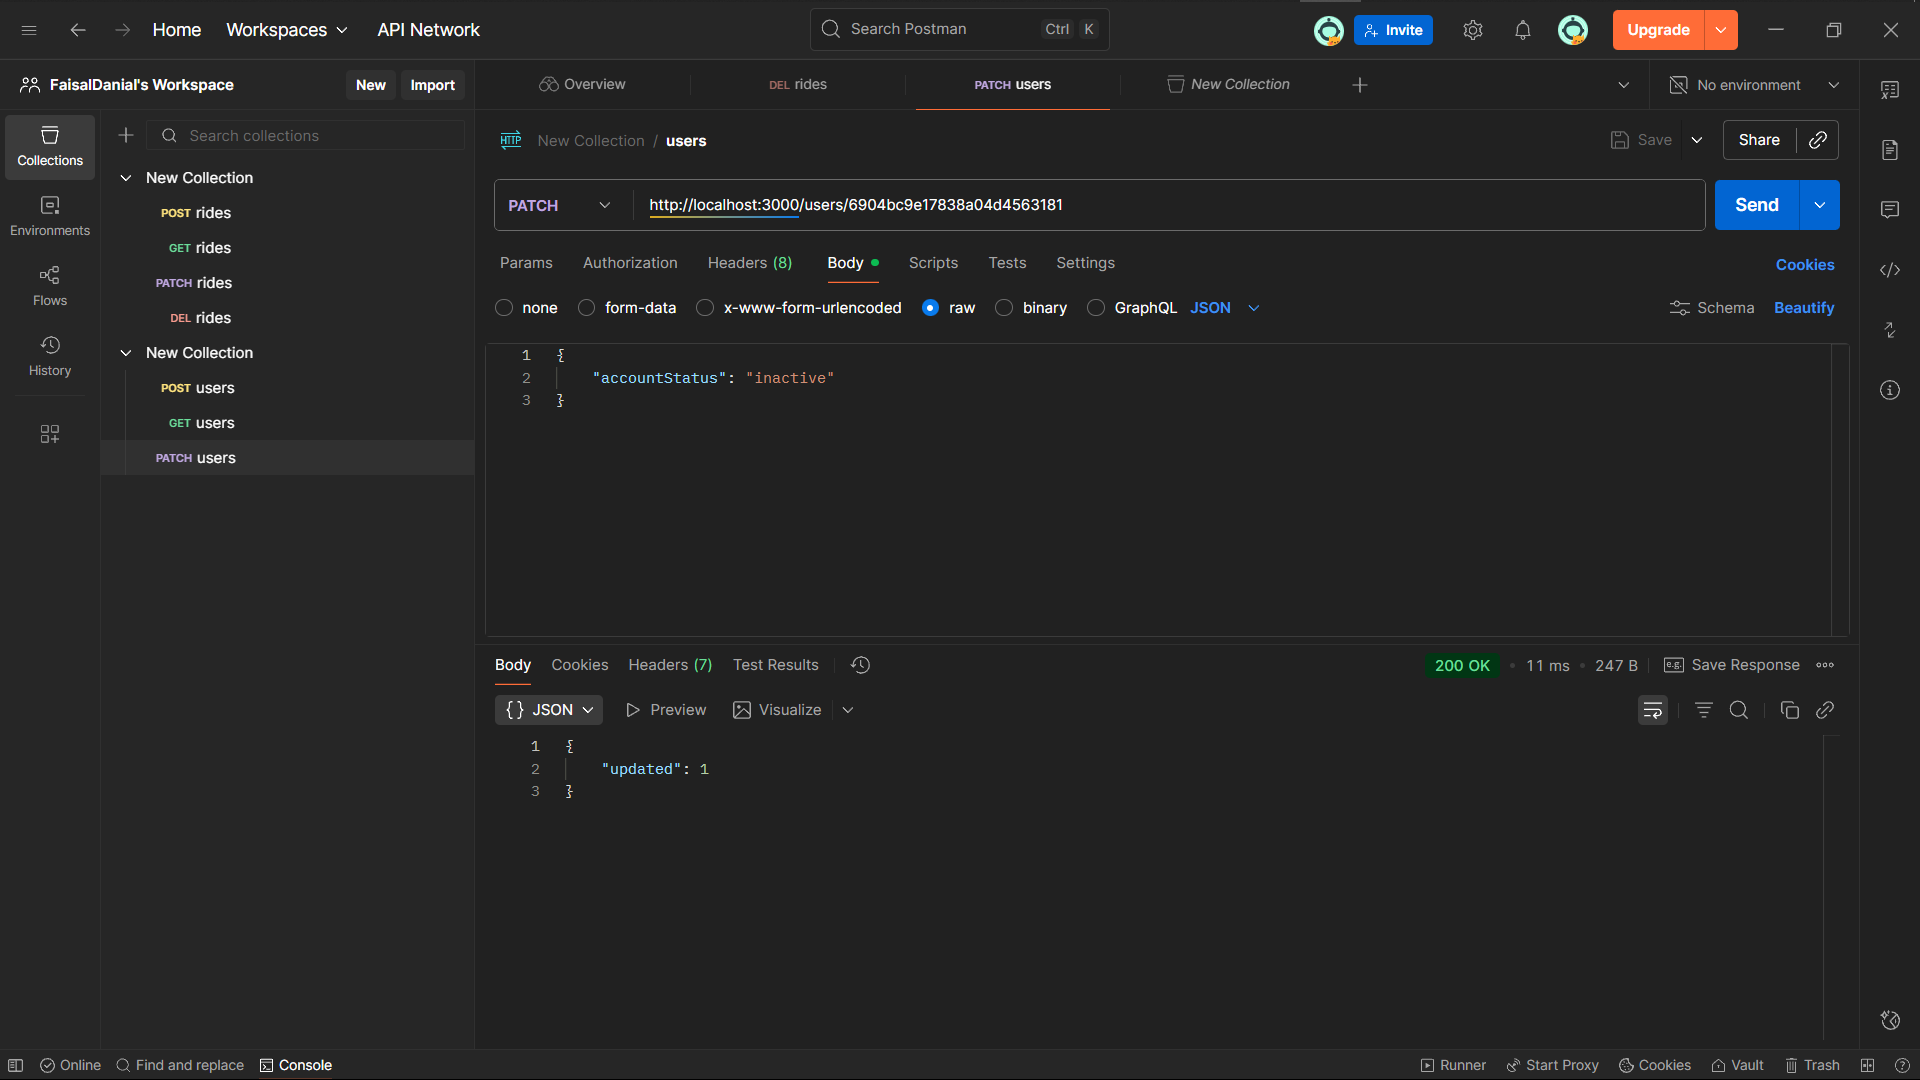 Home Workspaces API Network Search Postman Ctrl K Invite Upgrade
FaisalDanial's Workspace New Import Overview DEL rides PATCH users New Collection No environment
Collections
Environments
Flows
History
Search collections
New Collection
POST rides
GET rides
PATCH rides
DEL rides
New Collection
POST users
GET users
PATCH users
HTTP New Collection / users Save Share
PATCH http://localhost:3000/users/6904bc9e17838a04d4563181 Send
Params Authorization Headers (8) Body Scripts Tests Settings Cookies
none form-data x-www-form-urlencoded raw binary GraphQL JSON Schema Beautify
1 {
2 "accountStatus": "inactive"
3 }
Body Cookies Headers (7) Test Results 200 OK • 11 ms • 247 B e.g. Save Response
{} JSON Preview Visualize
1 {
2 "updated": 1
3 }
Online Find and replace Console Runner Start Proxy Cookies Vault Trash